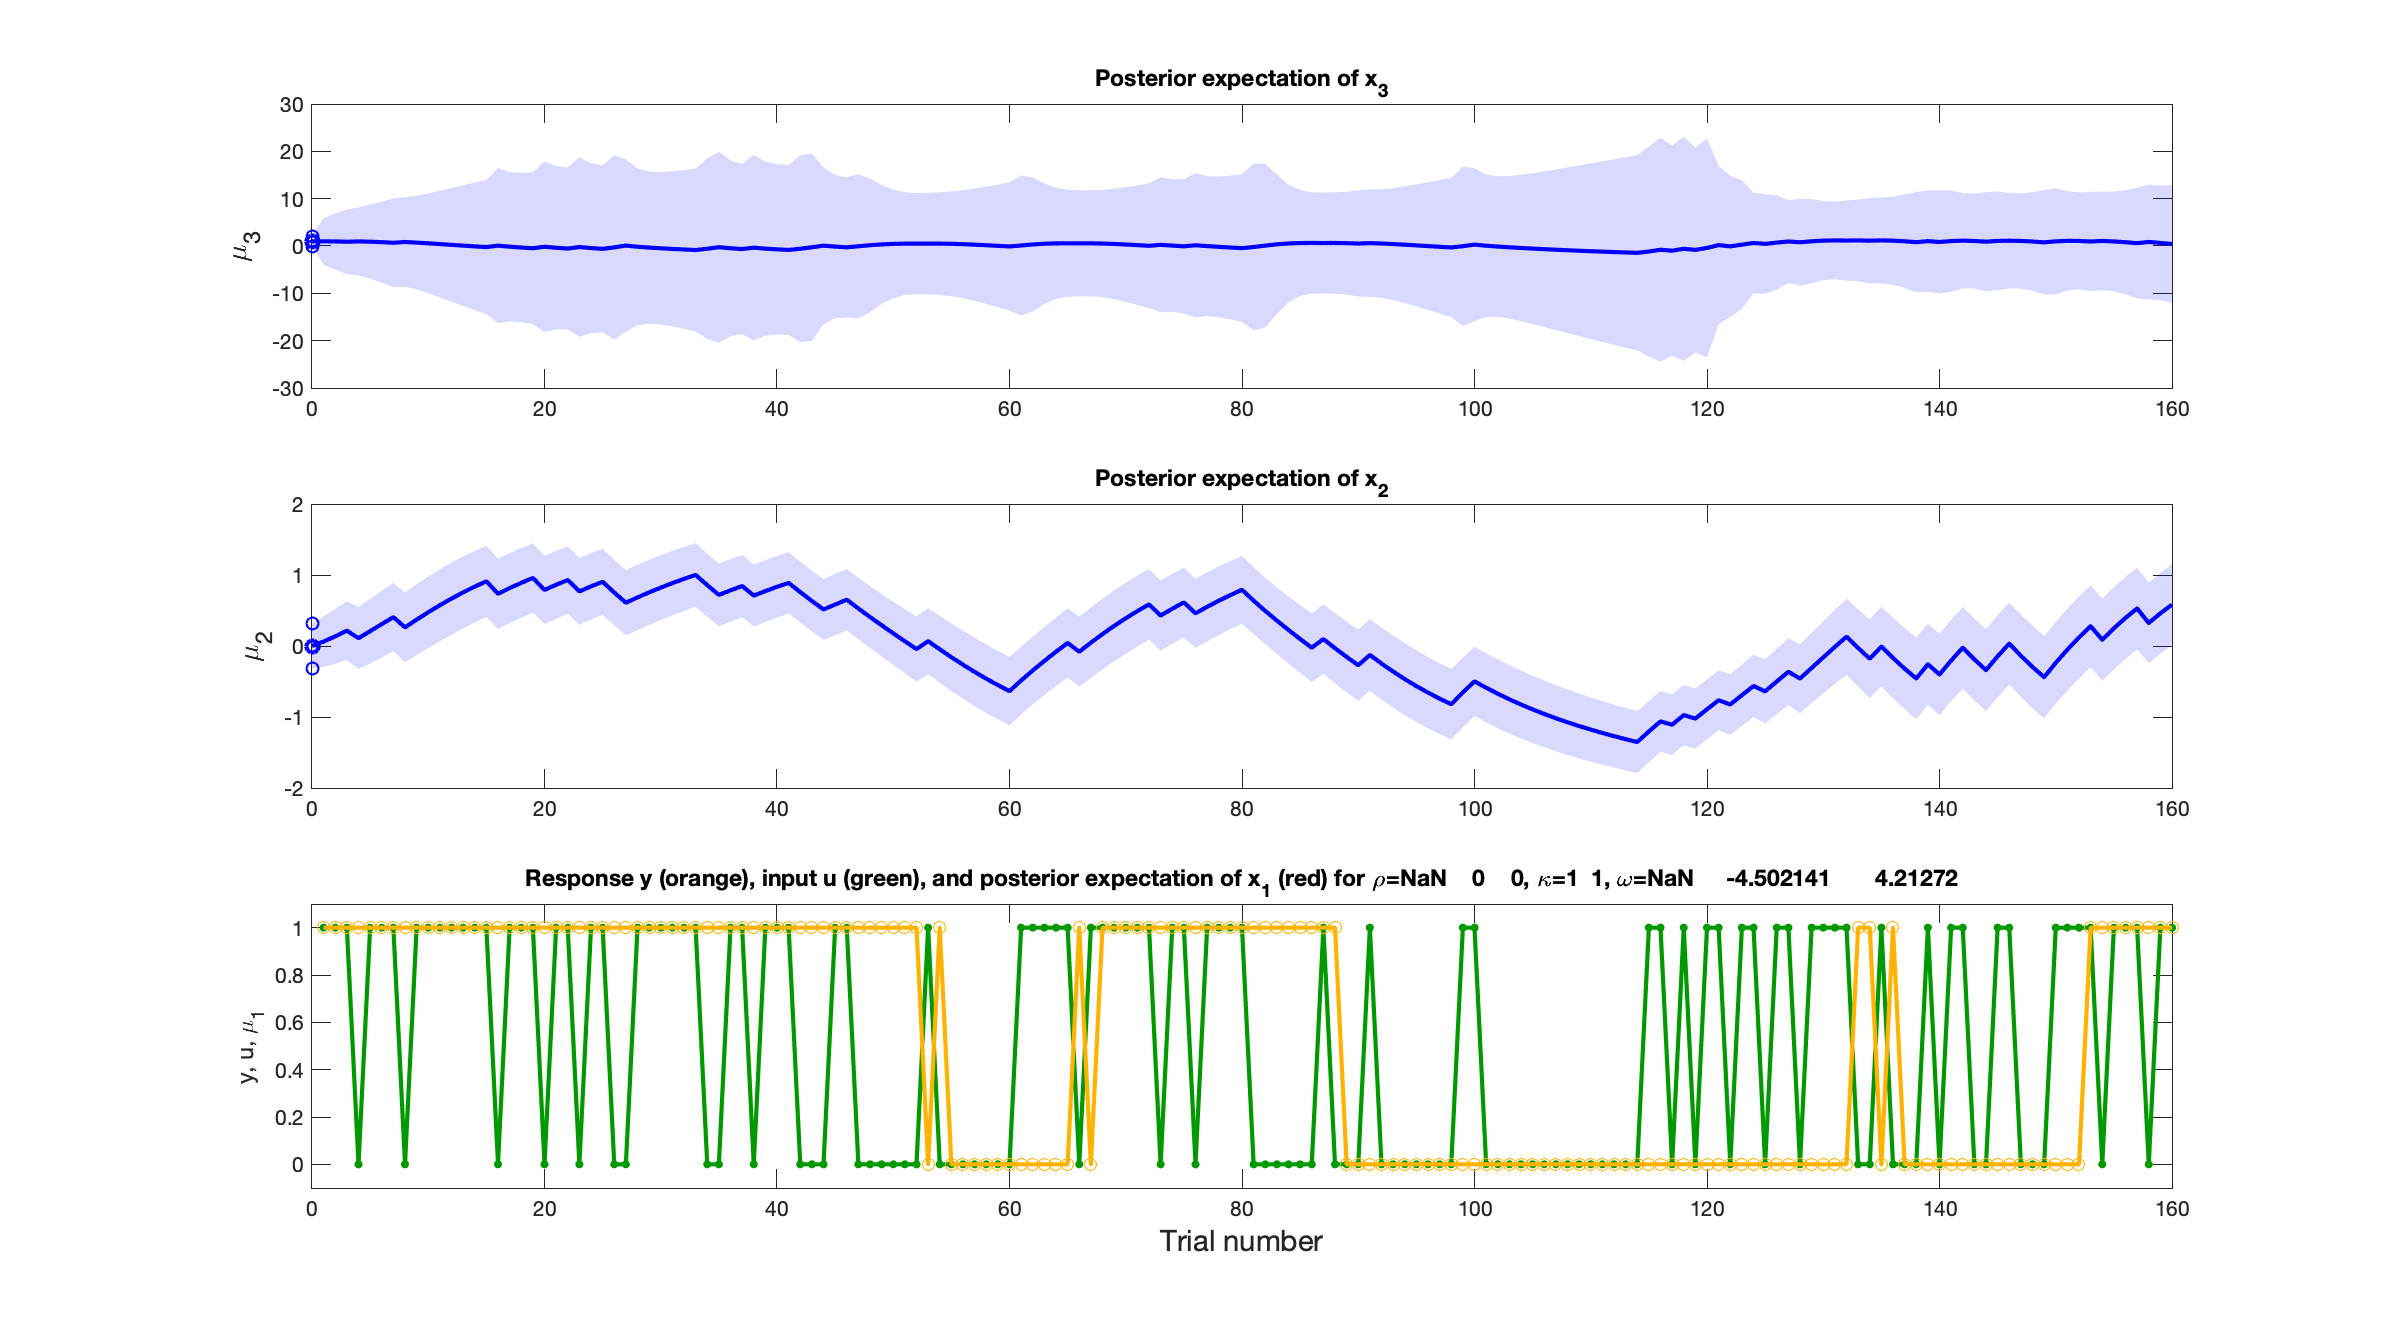 Posterior expectation of x3
30
20
10
0
-10
-20
-30
μ3
0 20 40 60 80 100 120 140 160
Posterior expectation of x2
2
1
0
-1
-2
μ2
0 20 40 60 80 100 120 140 160
Response y (orange), input u (green), and posterior expectation of x1 (red) for ρ=NaN 0 0, κ=1 1, ω=NaN -4.502141 4.21272
1
0.8
0.6
0.4
0.2
0
y, u, μ1
0 20 40 60 80 100 120 140 160
Trial number